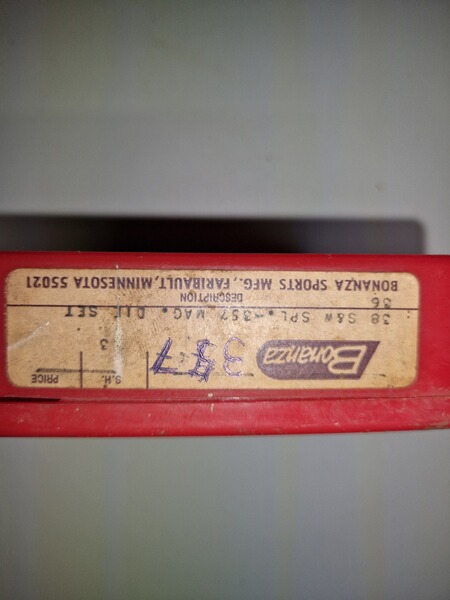 S.H. PRICE
Bonanza 357 3
38 S&W SPL.-357 MAG. DIE SET
36
DESCRIPTION
BONANZA SPORTS MFG., FARIBAULT, MINNESOTA 55021